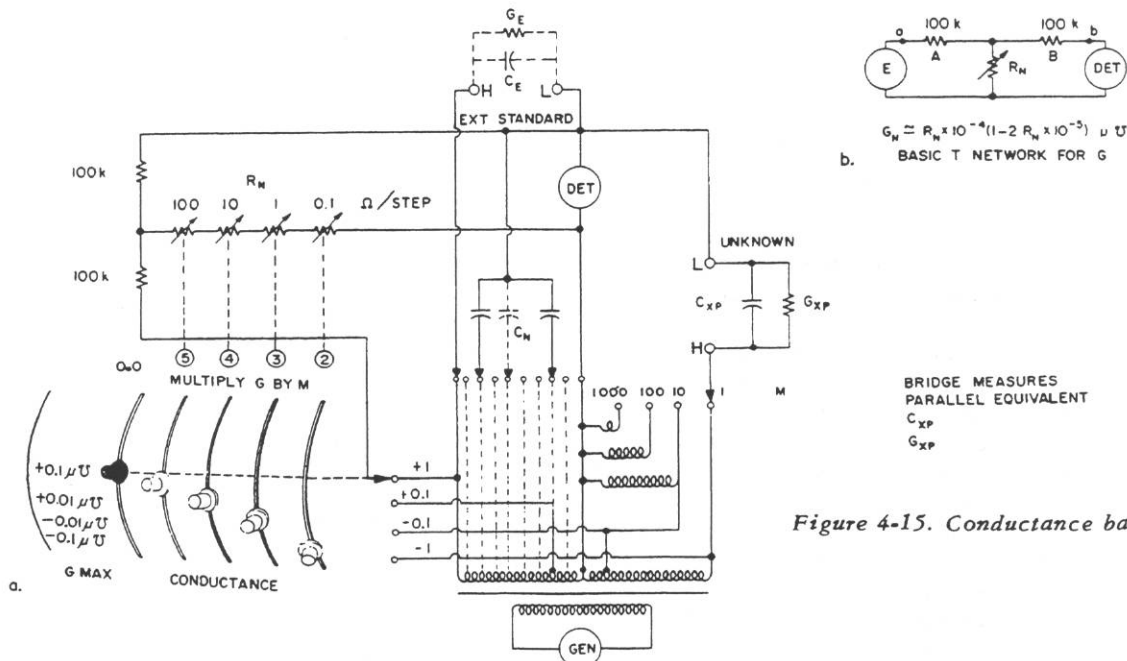 G_E
C_E
H
L
EXT STANDARD
100 k
100 k
a
b
A
B
E
R_N
DET
G_N ≃ R_N x 10^-4 (1-2 R_N x 10^-5) μ ℧
b. BASIC T NETWORK FOR G
100 k
R_N
100 10 1 0.1 Ω/STEP
DET
100 k
UNKNOWN
L
C_XP
G_XP
H
C_N
0.0
5 4 3 2
MULTIPLY G BY M
1000 100 10 1 M
BRIDGE MEASURES
PARALLEL EQUIVALENT
C_XP
G_XP
+0.1 μ℧
+0.01 μ℧
-0.01 μ℧
-0.1 μ℧
+1
+0.1
-0.1
-1
Figure 4-15. Conductance ba
G MAX
CONDUCTANCE
a.
GEN